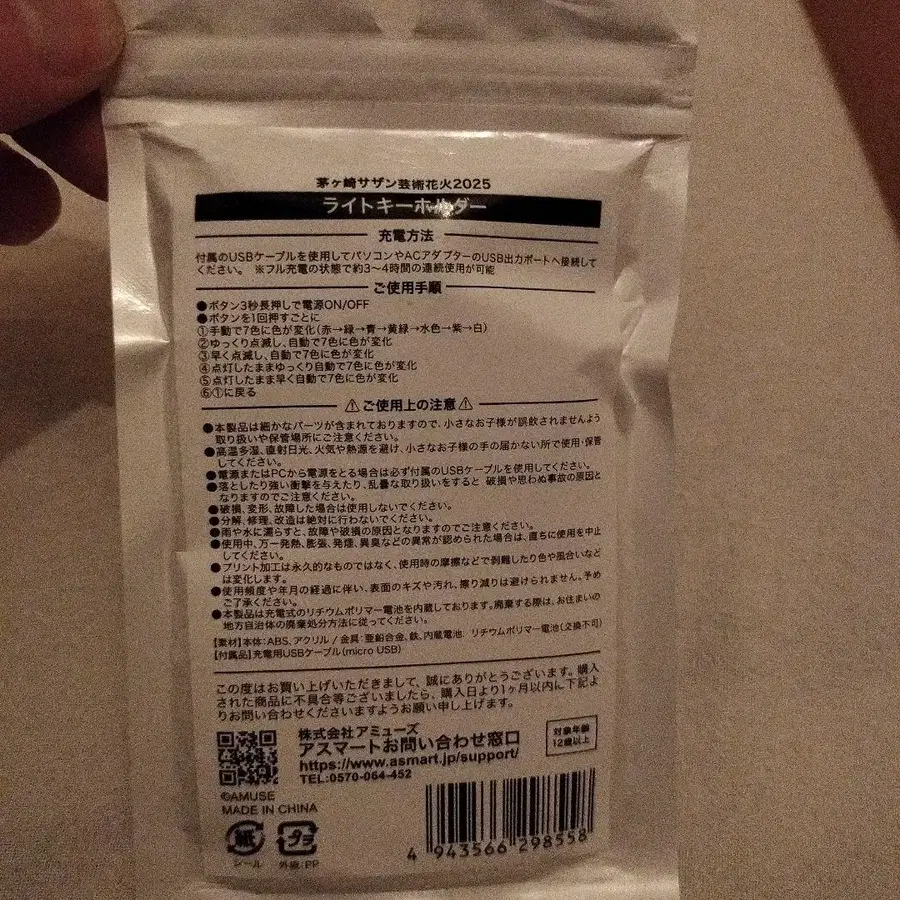 茅ヶ崎サザン芸術花火2025
ライトキーホルダー
充電方法
付属のUSBケーブルを使用してパソコンやACアダプターのUSB出力ポートへ接続して
ください。 ※フル充電の状態で約3〜4時間の連続使用が可能
ご使用手順
●ボタン3秒長押しで電源ON/OFF
●ボタンを1回押すごとに
①手動で7色に色が変化(赤→緑→青→黄緑→水色→紫→白)
②ゆっくり点滅し、自動で7色に色が変化
③早く点滅し、自動で7色に色が変化
④点灯したままゆっくり自動で7色に色が変化
⑤点灯したまま早く自動で7色に色が変化
⑥①に戻る
⚠ご使用上の注意⚠
●本製品は細かなパーツが含まれておりますので、小さなお子様が誤飲されませんよう
取り扱いや保管場所にご注意ください。
●高温多湿、直射日光、火気や熱源を避け、小さなお子様の手の届かない所で使用・保管
してください。
●電源またはPCから電源をとる場合は必ず付属のUSBケーブルを使用してください。
●落としたり強い衝撃を与えたり、乱暴な取り扱いをすると 破損や思わぬ事故の原因と
なりますのでご注意ください。
●破損、変形、故障した場合は使用しないでください。
●分解、修理、改造は絶対に行わないでください。
●雨や水に濡らすと、故障や破損の原因となりますのでご注意ください。
●使用中、万一発熱、膨張、発煙、異臭などの異常が認められた場合は、直ちに使用を中止
してください。
●プリント加工は永久的なものではなく、使用時の摩擦などで剥離したり色や風合いなど
は変化します。
●使用頻度や年月の経過に伴い、表面のキズや汚れ、擦り減りは避けられません。予め
ご了承ください。
●本製品は充電式のリチウムポリマー電池を内蔵しております。廃棄する際は、お住まいの
地方自治体の廃棄処分方法に従ってください。
【素材】本体:ABS、アクリル / 金具:亜鉛合金、鉄、内蔵電池: リチウムポリマー電池(交換不可)
【付属品】充電用USBケーブル(micro USB)
この度はお買い上げいただきまして、誠にありがとうございます。購入
された商品に不具合等ございましたら、購入日より1ヶ月以内に下記よ
りお問い合わせくださいますようお願い申し上げます。
株式会社アミューズ
アスマートお問い合わせ窓口
https://www.asmart.jp/support/
TEL:0570-064-452
対象年齢
12歳以上
©AMUSE
MADE IN CHINA
紙
シール
プラ
外装:PP
4 943566 298558